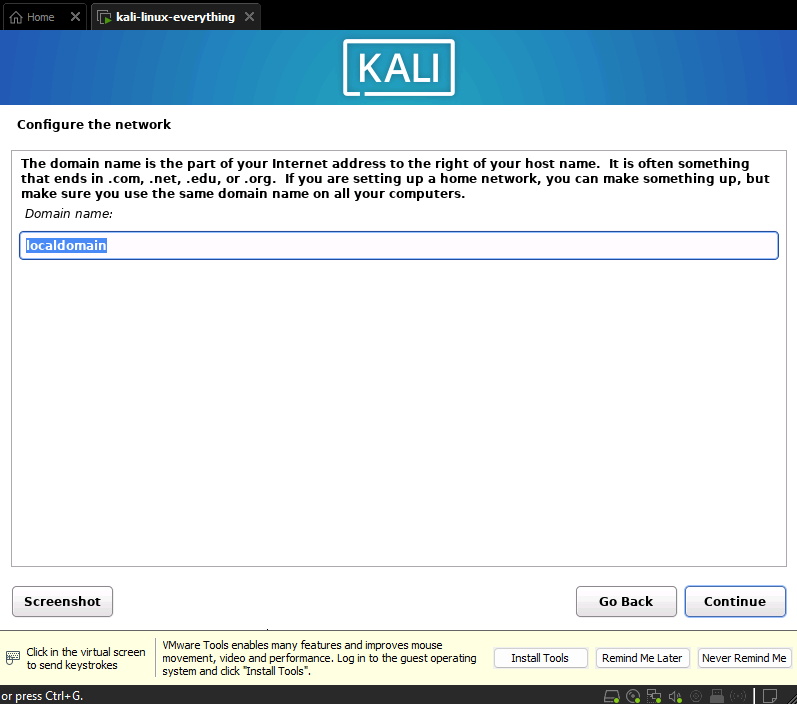 Home
kali-linux-everything
KALI
Configure the network
The domain name is the part of your Internet address to the right of your host name.  It is often something
that ends in .com, .net, .edu, or .org.  If you are setting up a home network, you can make something up, but
make sure you use the same domain name on all your computers.
Domain name:
localdomain
Screenshot
Go Back
Continue
Click in the virtual screen
to send keystrokes
VMware Tools enables many features and improves mouse
movement, video and performance. Log in to the guest operating
system and click "Install Tools".
Install Tools
Remind Me Later
Never Remind Me
or press Ctrl+G.